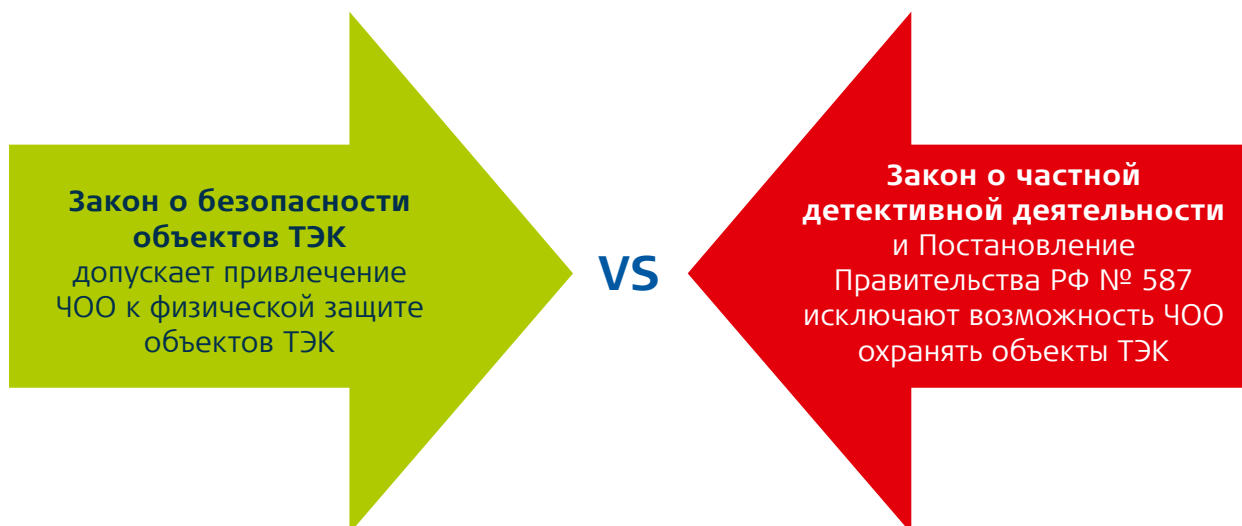 Закон о безопасности
объектов ТЭК
допускает привлечение
ЧОО к физической защите
объектов ТЭК
VS
Закон о частной
детективной деятельности
и Постановление
Правительства РФ № 587
исключают возможность ЧОО
охранять объекты ТЭК